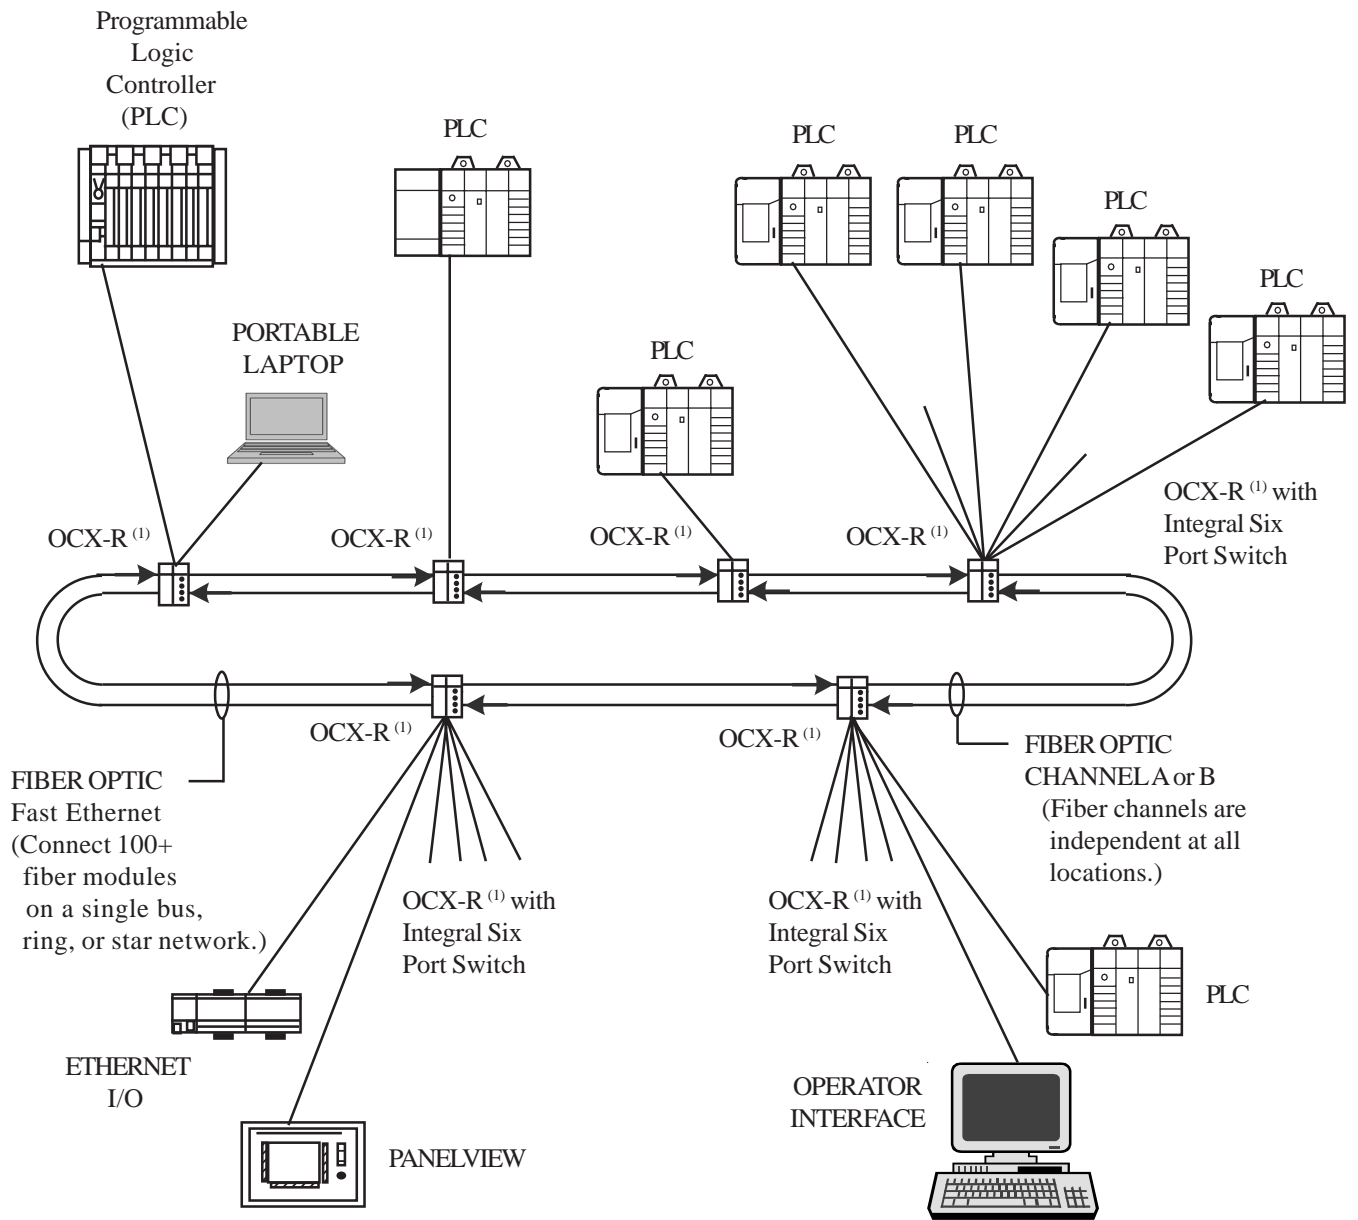 Programmable
Logic
Controller
(PLC)
PLC
PLC
PLC
PLC
PLC
PORTABLE
LAPTOP
PLC
OCX-R (1) with
Integral Six
Port Switch
OCX-R (1)
OCX-R (1)
OCX-R (1)
OCX-R (1)
OCX-R (1)
OCX-R (1)
FIBER OPTIC
Fast Ethernet
(Connect 100+
fiber modules
on a single bus,
ring, or star network.)
FIBER OPTIC
CHANNEL A or B
(Fiber channels are
independent at all
locations.)
OCX-R (1) with
Integral Six
Port Switch
OCX-R (1) with
Integral Six
Port Switch
PLC
ETHERNET
I/O
OPERATOR
INTERFACE
PANELVIEW